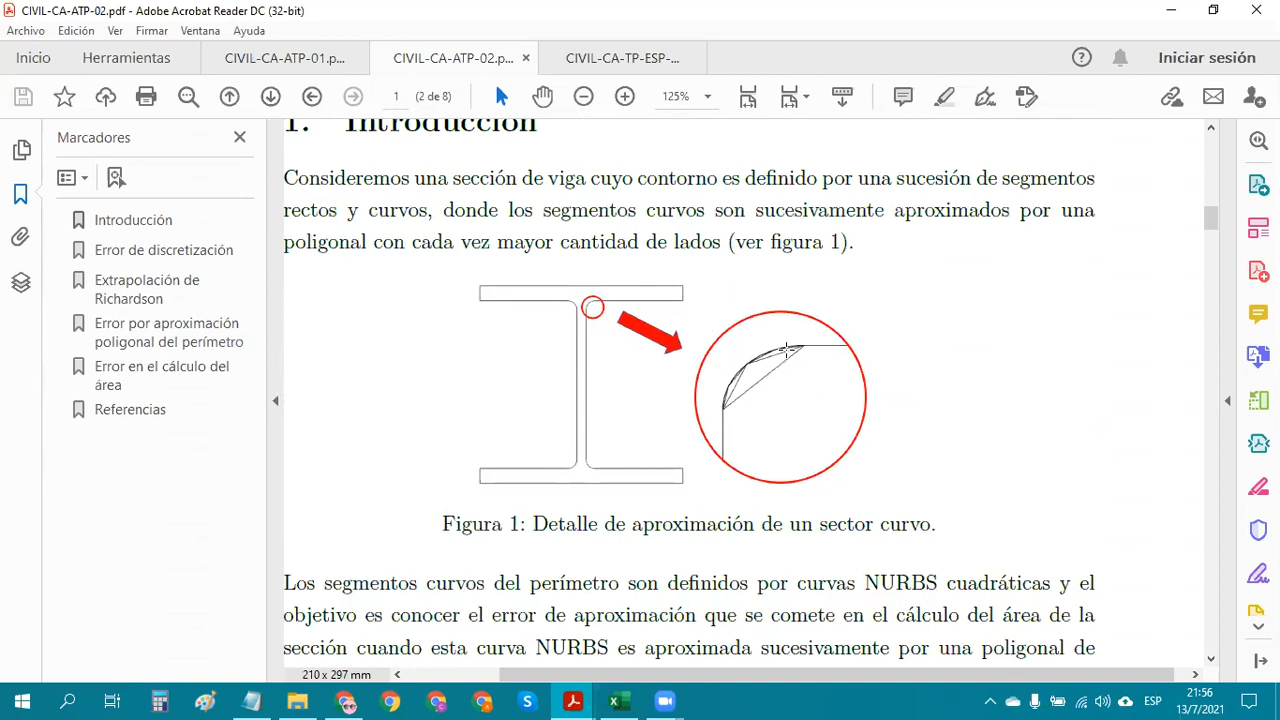 CIVIL-CA-ATP-02.pdf - Adobe Acrobat Reader DC (32-bit)
Archivo Edición Ver Firmar Ventana Ayuda
Inicio Herramientas CIVIL-CA-ATP-01.p... CIVIL-CA-ATP-02.p... × CIVIL-CA-TP-ESP-... Iniciar sesión
1 (2 de 8) 125%
Marcadores
Introducción
Error de discretización
Extrapolación de
Richardson
Error por aproximación
poligonal del perímetro
Error en el cálculo del
área
Referencias
1. Introducción
Consideremos una sección de viga cuyo contorno es definido por una sucesión de segmentos
rectos y curvos, donde los segmentos curvos son sucesivamente aproximados por una
poligonal con cada vez mayor cantidad de lados (ver figura 1).
Figura 1: Detalle de aproximación de un sector curvo.
Los segmentos curvos del perímetro son definidos por curvas NURBS cuadráticas y el
objetivo es conocer el error de aproximación que se comete en el cálculo del área de la
sección cuando esta curva NURBS es aproximada sucesivamente por una poligonal de
210 x 297 mm
ESP
21:56
13/7/2021